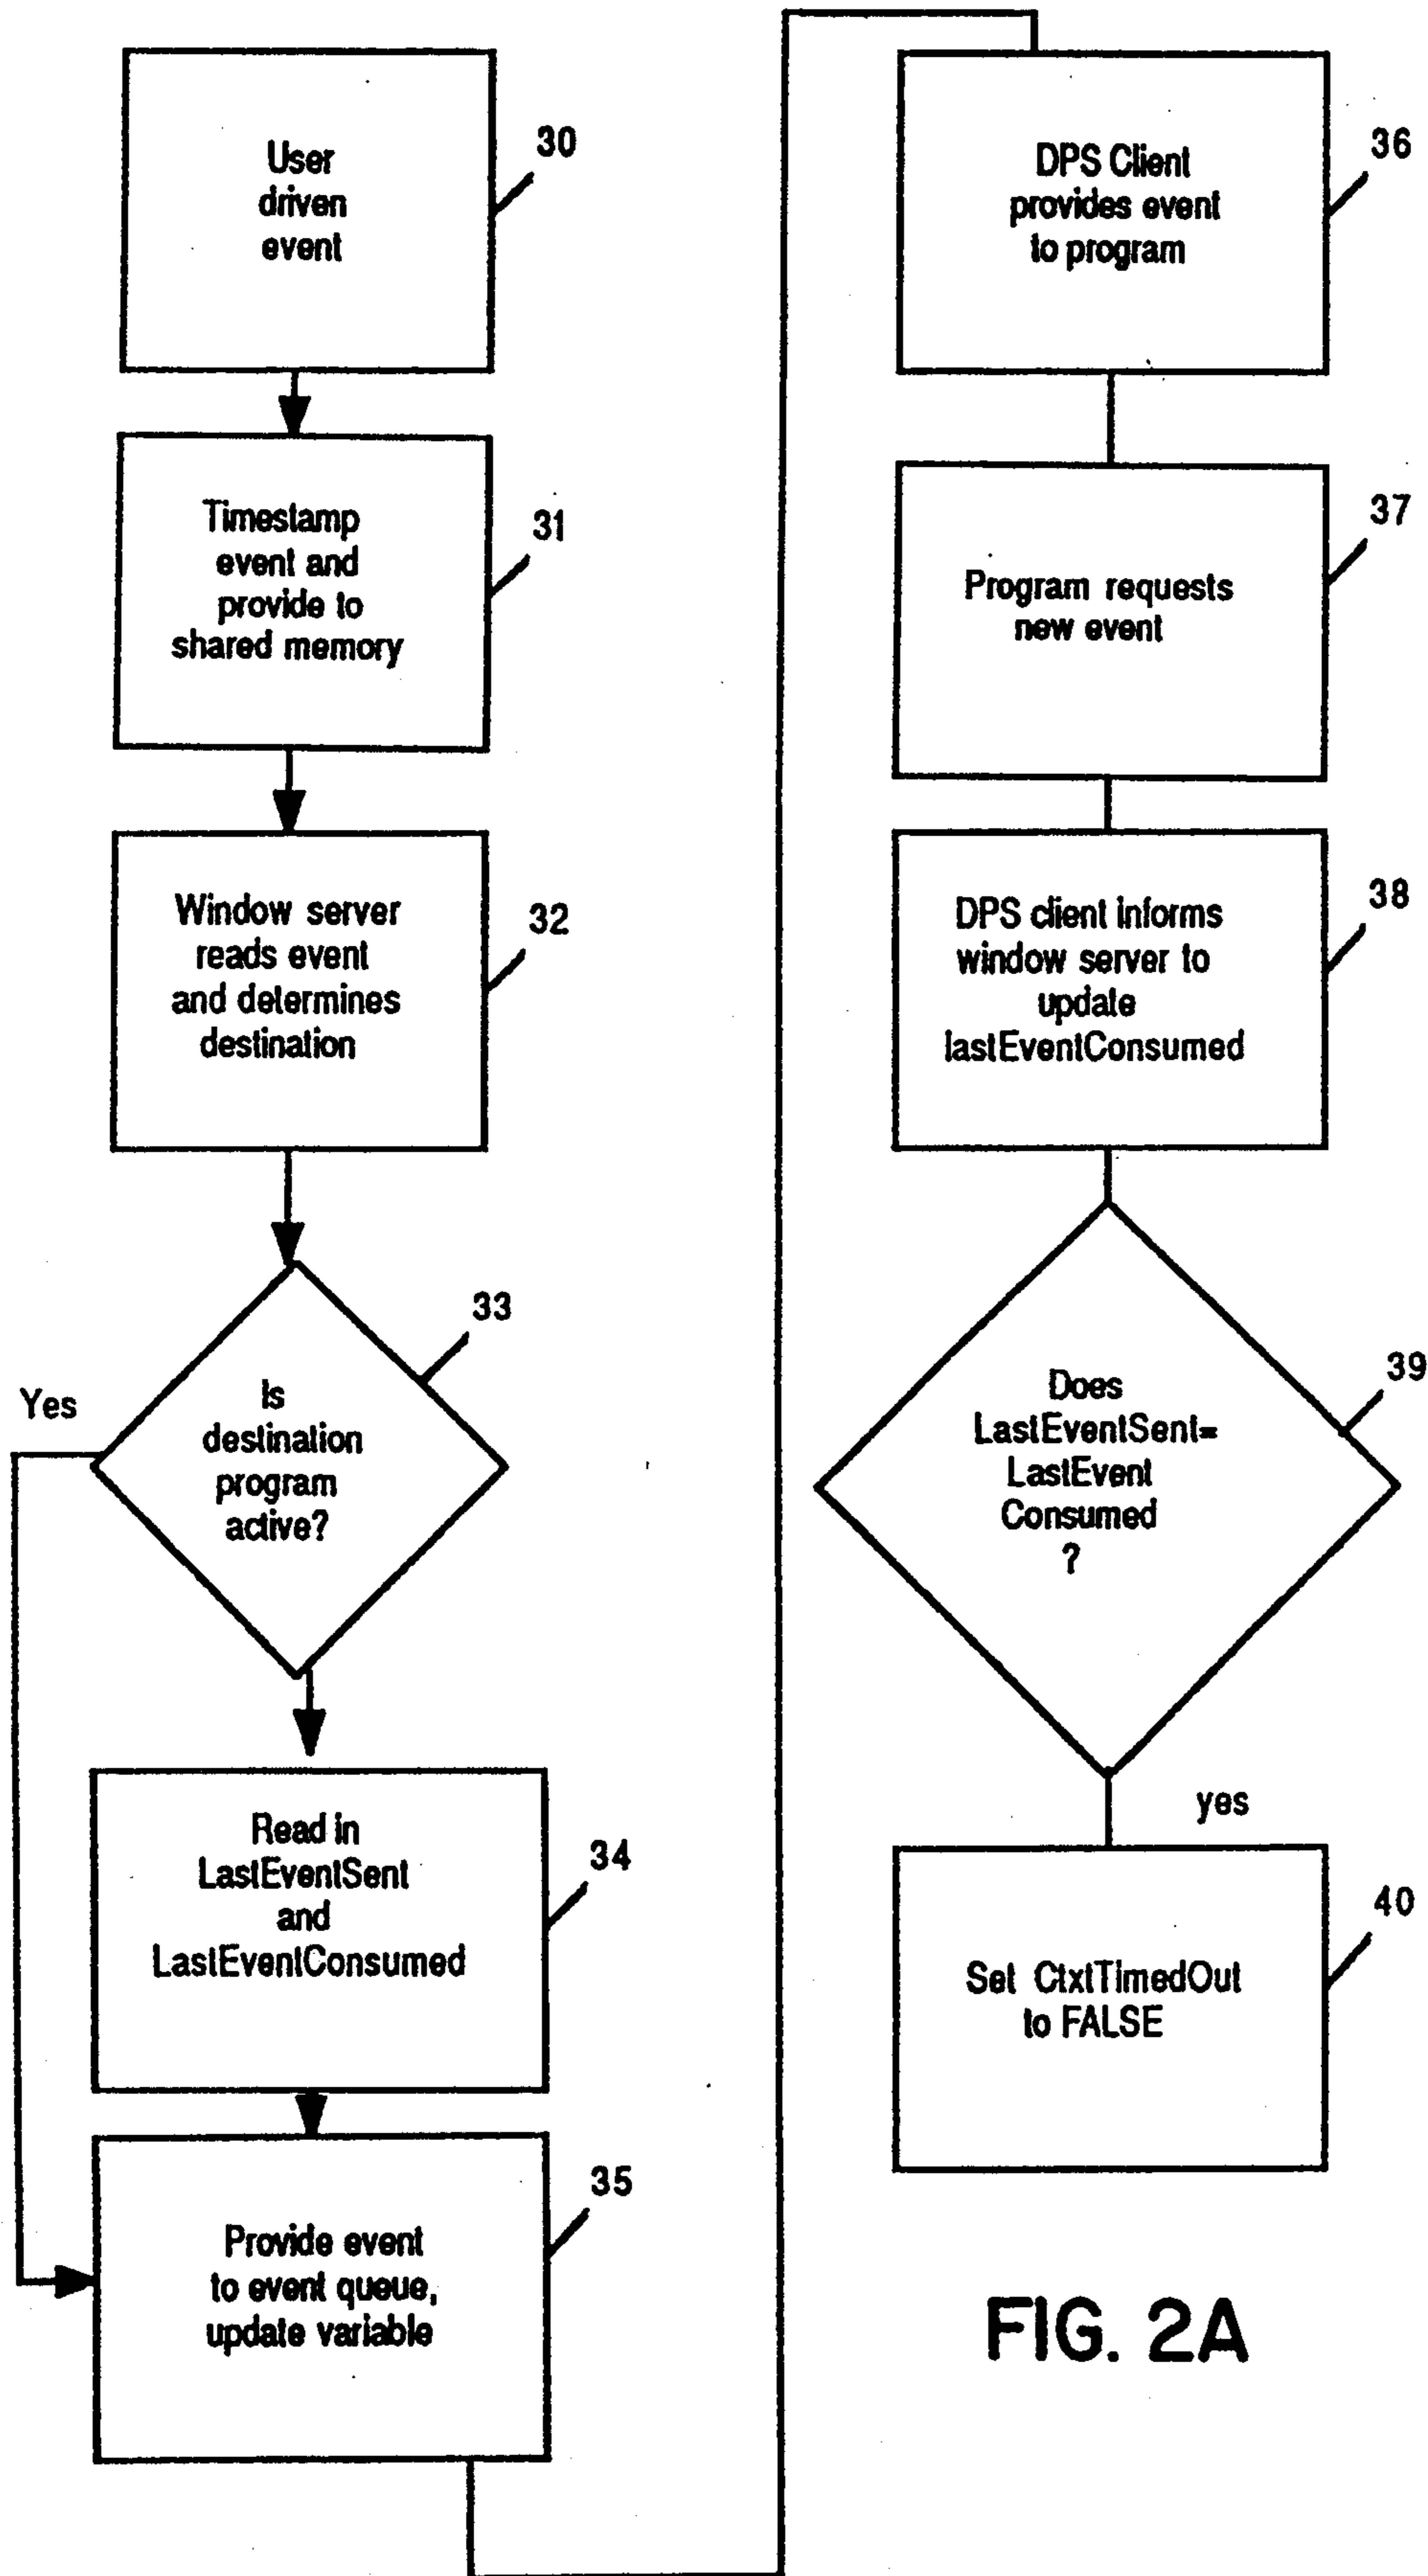 User
driven
event
30
Timestamp
event and
provide to
shared memory
31
Window server
reads event
and determines
destination
32
Is
destination
program
active?
33
Yes
Read in
LastEventSent
and
LastEventConsumed
34
Provide event
to event queue,
update variable
35
DPS Client
provides event
to program
36
Program requests
new event
37
DPS client informs
window server to
update
lastEventConsumed
38
Does
LastEventSent=
LastEvent
Consumed
?
39
yes
Set CtxtTimedOut
to FALSE
40
FIG. 2A